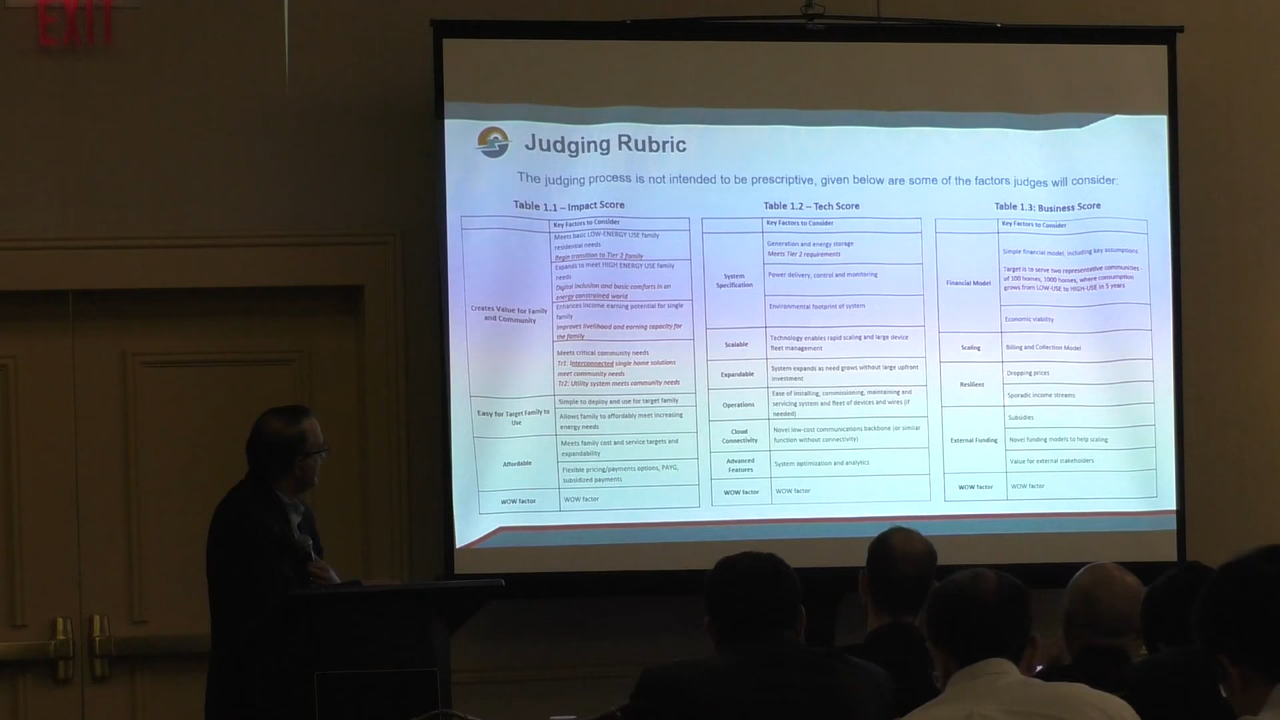 EXIT
Judging Rubric
The judging process is not intended to be prescriptive, given below are some of the factors judges will consider:
Table 1.1 – Impact Score
Key Factors to Consider
Creates Value for Family
and Community
Meets basic LOW-ENERGY USE family
residential needs
Begin transition to Tier 2 family
Expands to meet HIGH ENERGY USE family
needs
Digital inclusion and basic comforts in an
energy constrained world
Enhances income earning potential for single
family
Improves livelihood and earning capacity for
the family
Meets critical community needs
Tr1: Interconnected single home solutions
meet community needs
Tr2: Utility system meets community needs
Easy for Target Family to
Use
Simple to deploy and use for target family
Allows family to affordably meet increasing
energy needs
Affordable
Meets family cost and service targets and
expandability
Flexible pricing/payments options, PAYG,
subsidized payments
WOW factor
WOW factor
Table 1.2 – Tech Score
Key Factors to Consider
System
Specification
Generation and energy storage
Meets Tier 2 requirements
Power delivery, control and monitoring
Environmental footprint of system
Scalable
Technology enables rapid scaling and large device
fleet management
Expandable
System expands as need grows without large upfront
investment
Operations
Ease of installing, commissioning, maintaining and
servicing system and fleet of devices and wires (if
needed)
Cloud
Connectivity
Novel low-cost communications backbone (or similar
function without connectivity)
Advanced
Features
System optimization and analytics
WOW factor
WOW factor
Table 1.3: Business Score
Key Factors to Consider
Financial Model
Simple financial model, including key assumptions
Target is to serve two representative communities -
of 100 homes, 1000 homes, where consumption
grows from LOW-USE to HIGH-USE in 5 years
Economic viability
Scaling
Billing and Collection Model
Resilient
Dropping prices
Sporadic income streams
External Funding
Subsidies
Novel funding models to help scaling
Value for external stakeholders
WOW factor
WOW factor